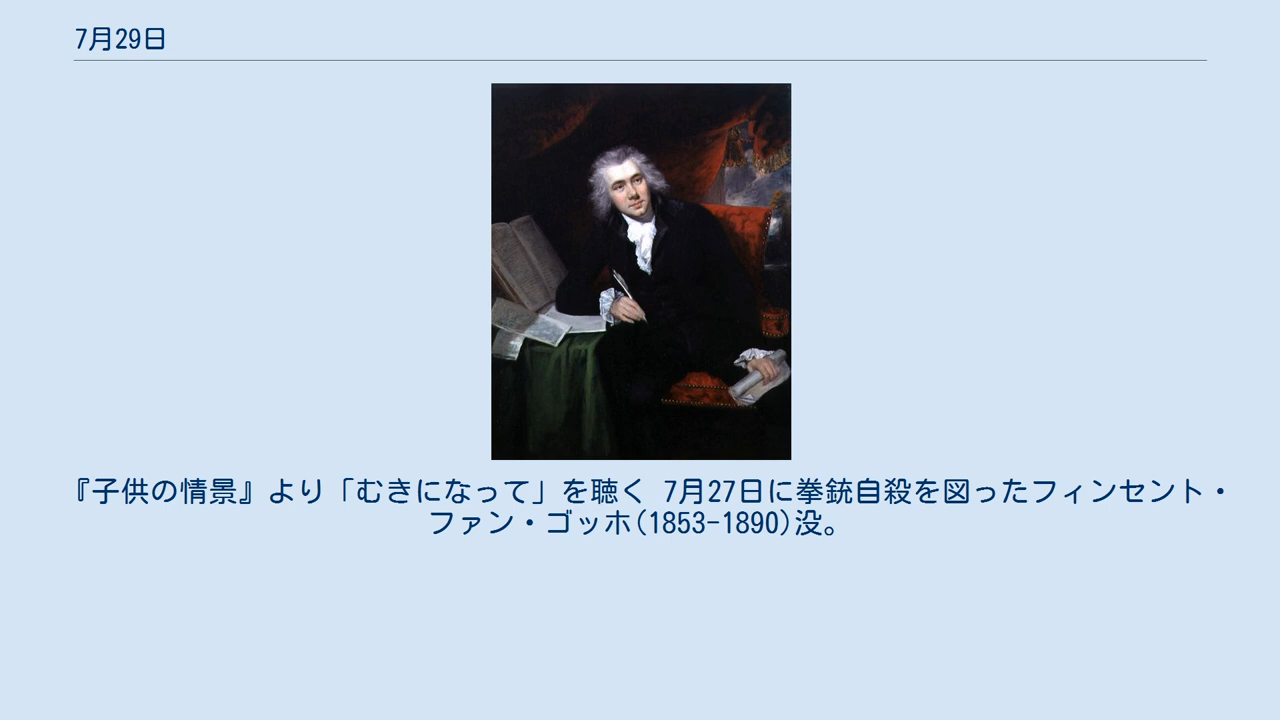 7月29日
『子供の情景』より「むきになって」を聴く 7月27日に拳銃自殺を図ったフィンセント・
ファン・ゴッホ(1853-1890)没。